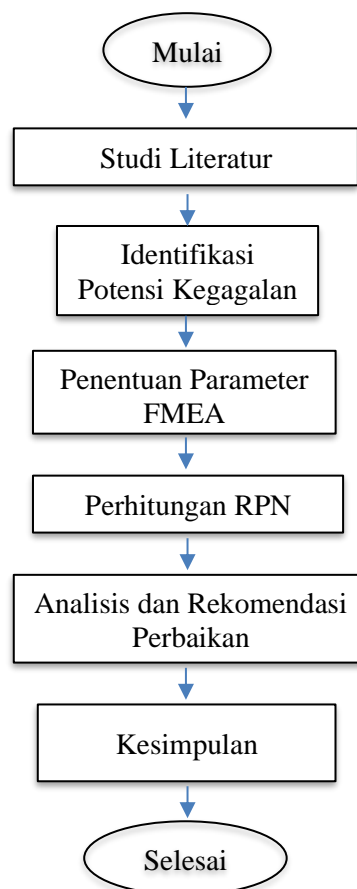 Mulai
Studi Literatur
Identifikasi
Potensi Kegagalan
Penentuan Parameter
FMEA
Perhitungan RPN
Analisis dan Rekomendasi
Perbaikan
Kesimpulan
Selesai